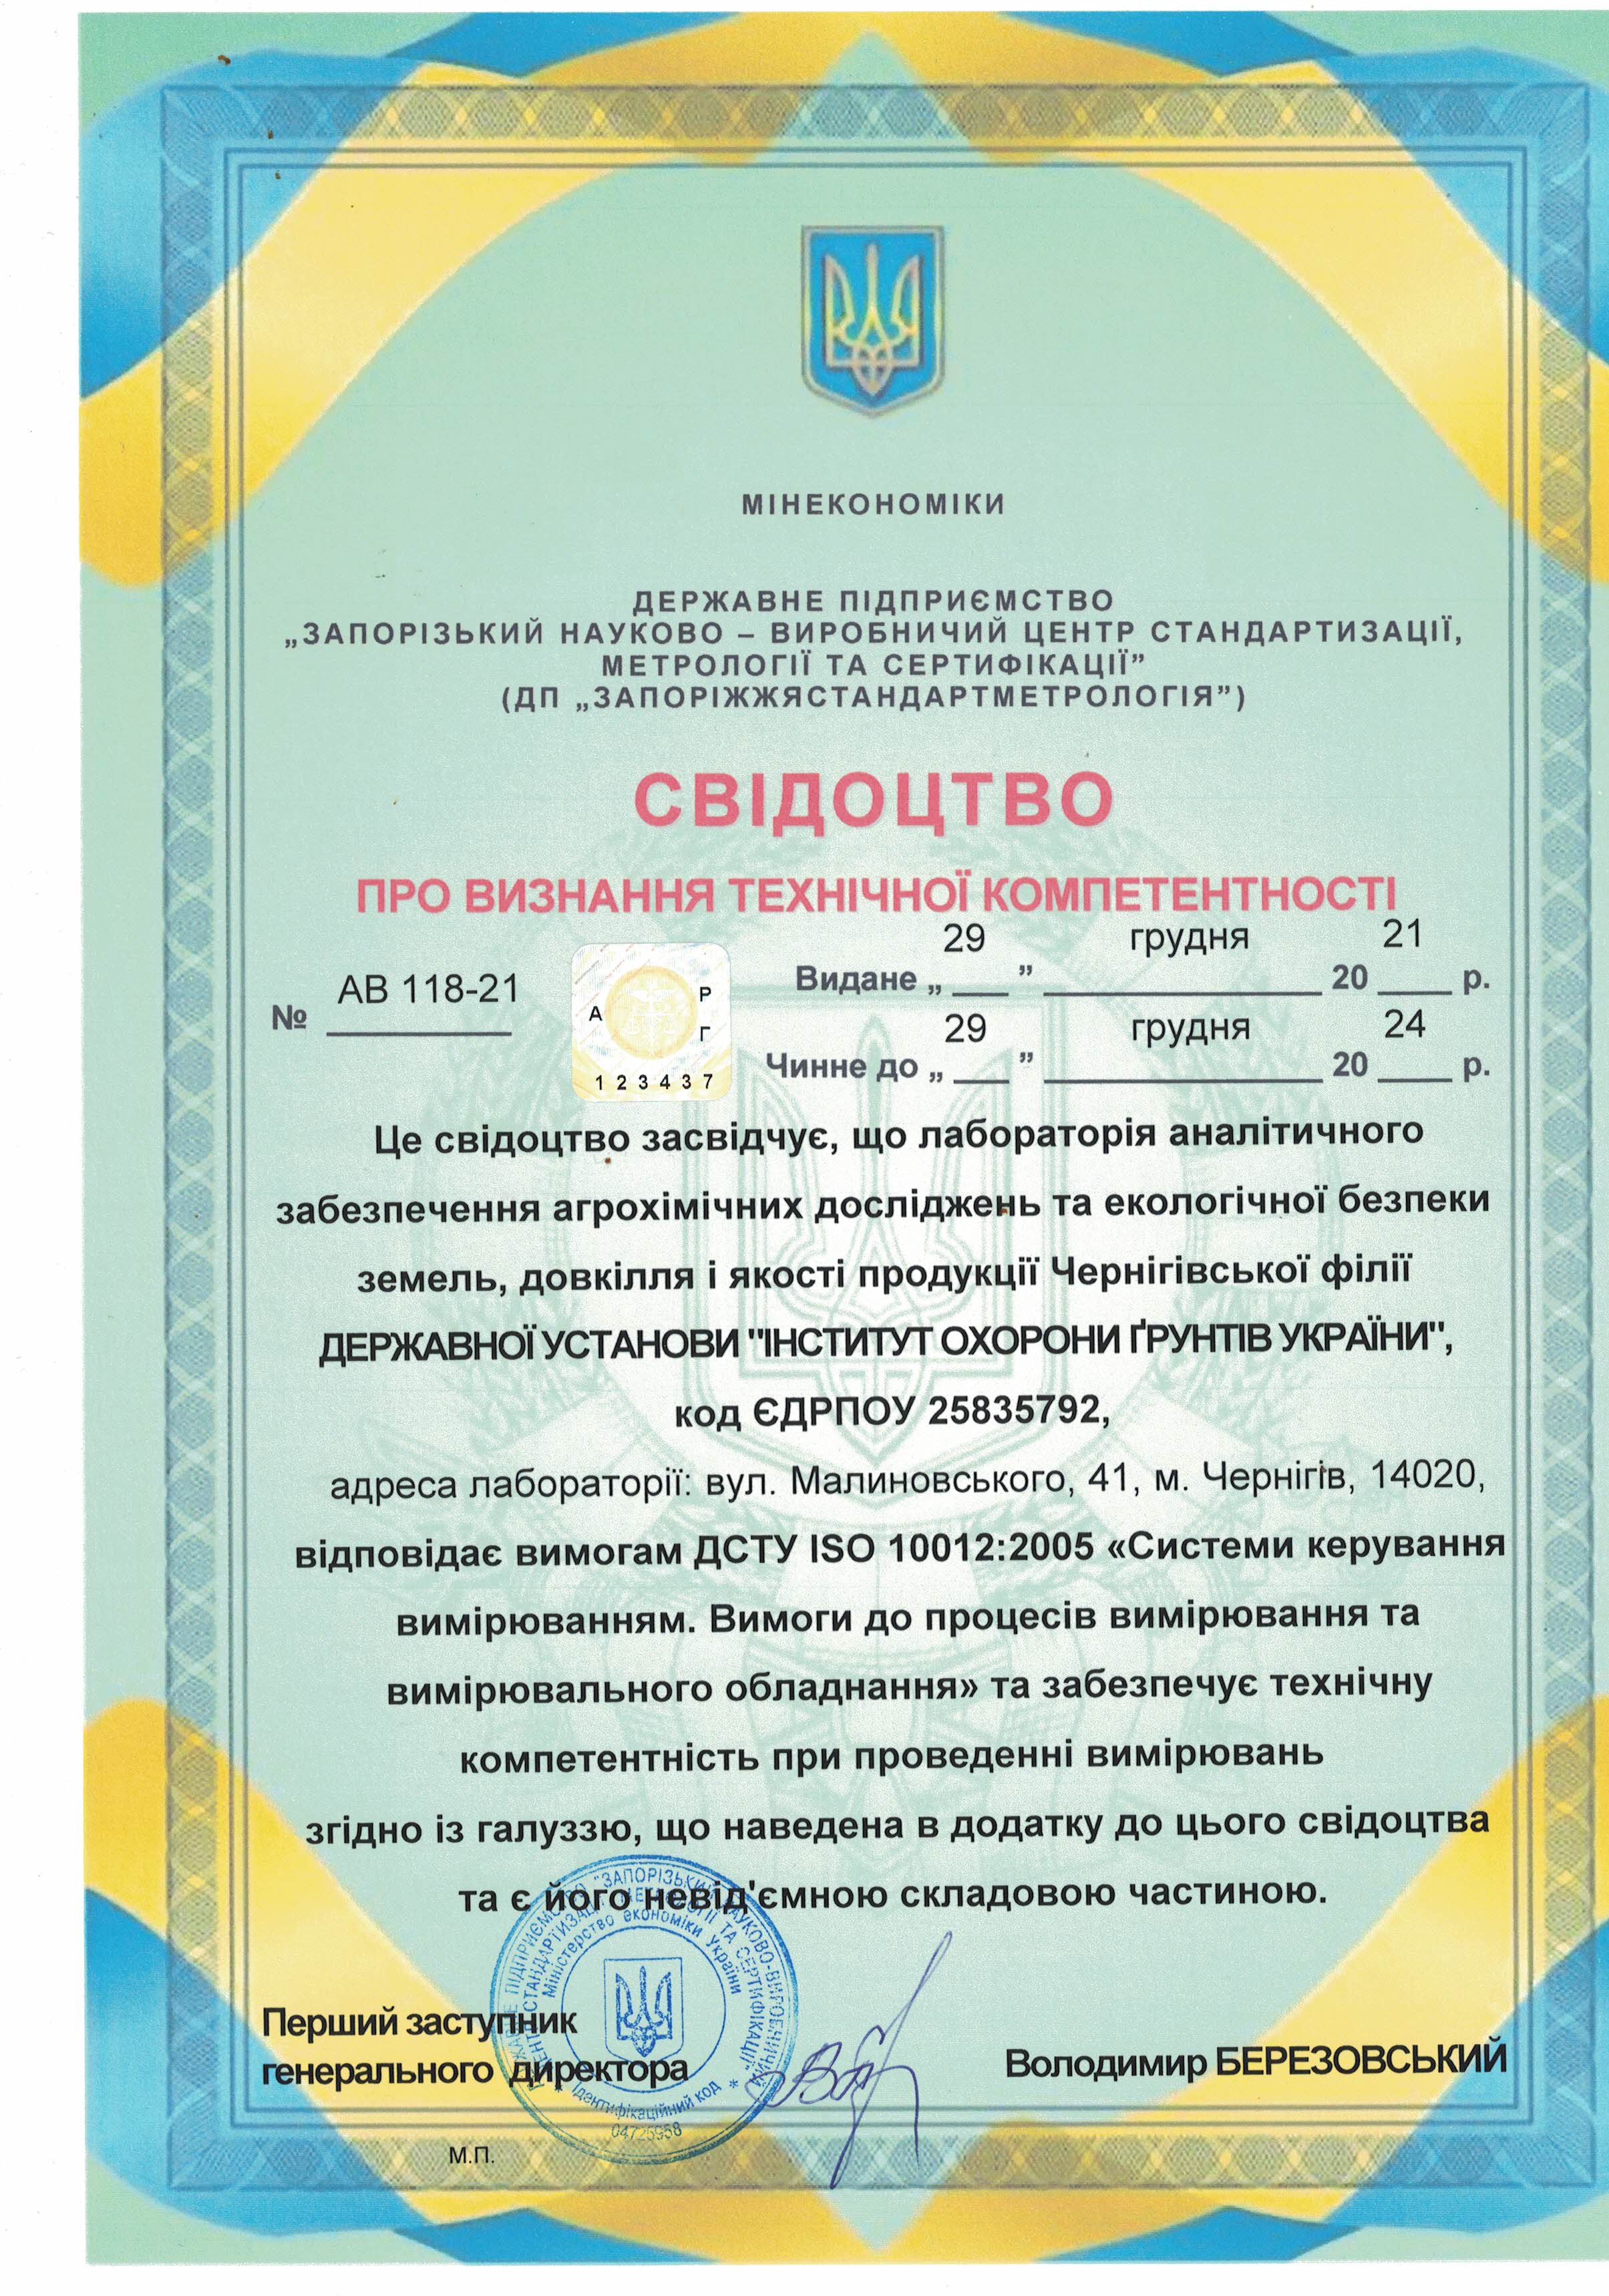 МІНЕКОНОМІКИ
ДЕРЖАВНЕ ПІДПРИЄМСТВО
„ЗАПОРІЗЬКИЙ НАУКОВО – ВИРОБНИЧИЙ ЦЕНТР СТАНДАРТИЗАЦІЇ,
МЕТРОЛОГІЇ ТА СЕРТИФІКАЦІЇ”
(ДП „ЗАПОРІЖЖЯСТАНДАРТМЕТРОЛОГІЯ”)
СВІДОЦТВО
ПРО ВИЗНАННЯ ТЕХНІЧНОЇ КОМПЕТЕНТНОСТІ
№ АВ 118-21
А Р Г
123437
Видане „ 29 ” грудня 20 21 р.
Чинне до „ 29 ” грудня 20 24 р.
Це свідоцтво засвідчує, що лабораторія аналітичного
забезпечення агрохімічних досліджень та екологічної безпеки
земель, довкілля і якості продукції Чернігівської філії
ДЕРЖАВНОЇ УСТАНОВИ "ІНСТИТУТ ОХОРОНИ ҐРУНТІВ УКРАЇНИ",
код ЄДРПОУ 25835792,
адреса лабораторії: вул. Малиновського, 41, м. Чернігів, 14020,
відповідає вимогам ДСТУ ISO 10012:2005 «Системи керування
вимірюванням. Вимоги до процесів вимірювання та
вимірювального обладнання» та забезпечує технічну
компетентність при проведенні вимірювань
згідно із галуззю, що наведена в додатку до цього свідоцтва
та є його невід'ємною складовою частиною.
Перший заступник
генерального директора
Володимир БЕРЕЗОВСЬКИЙ
М.П.
Міністерство економіки України
Ідентифікаційний код
04725958